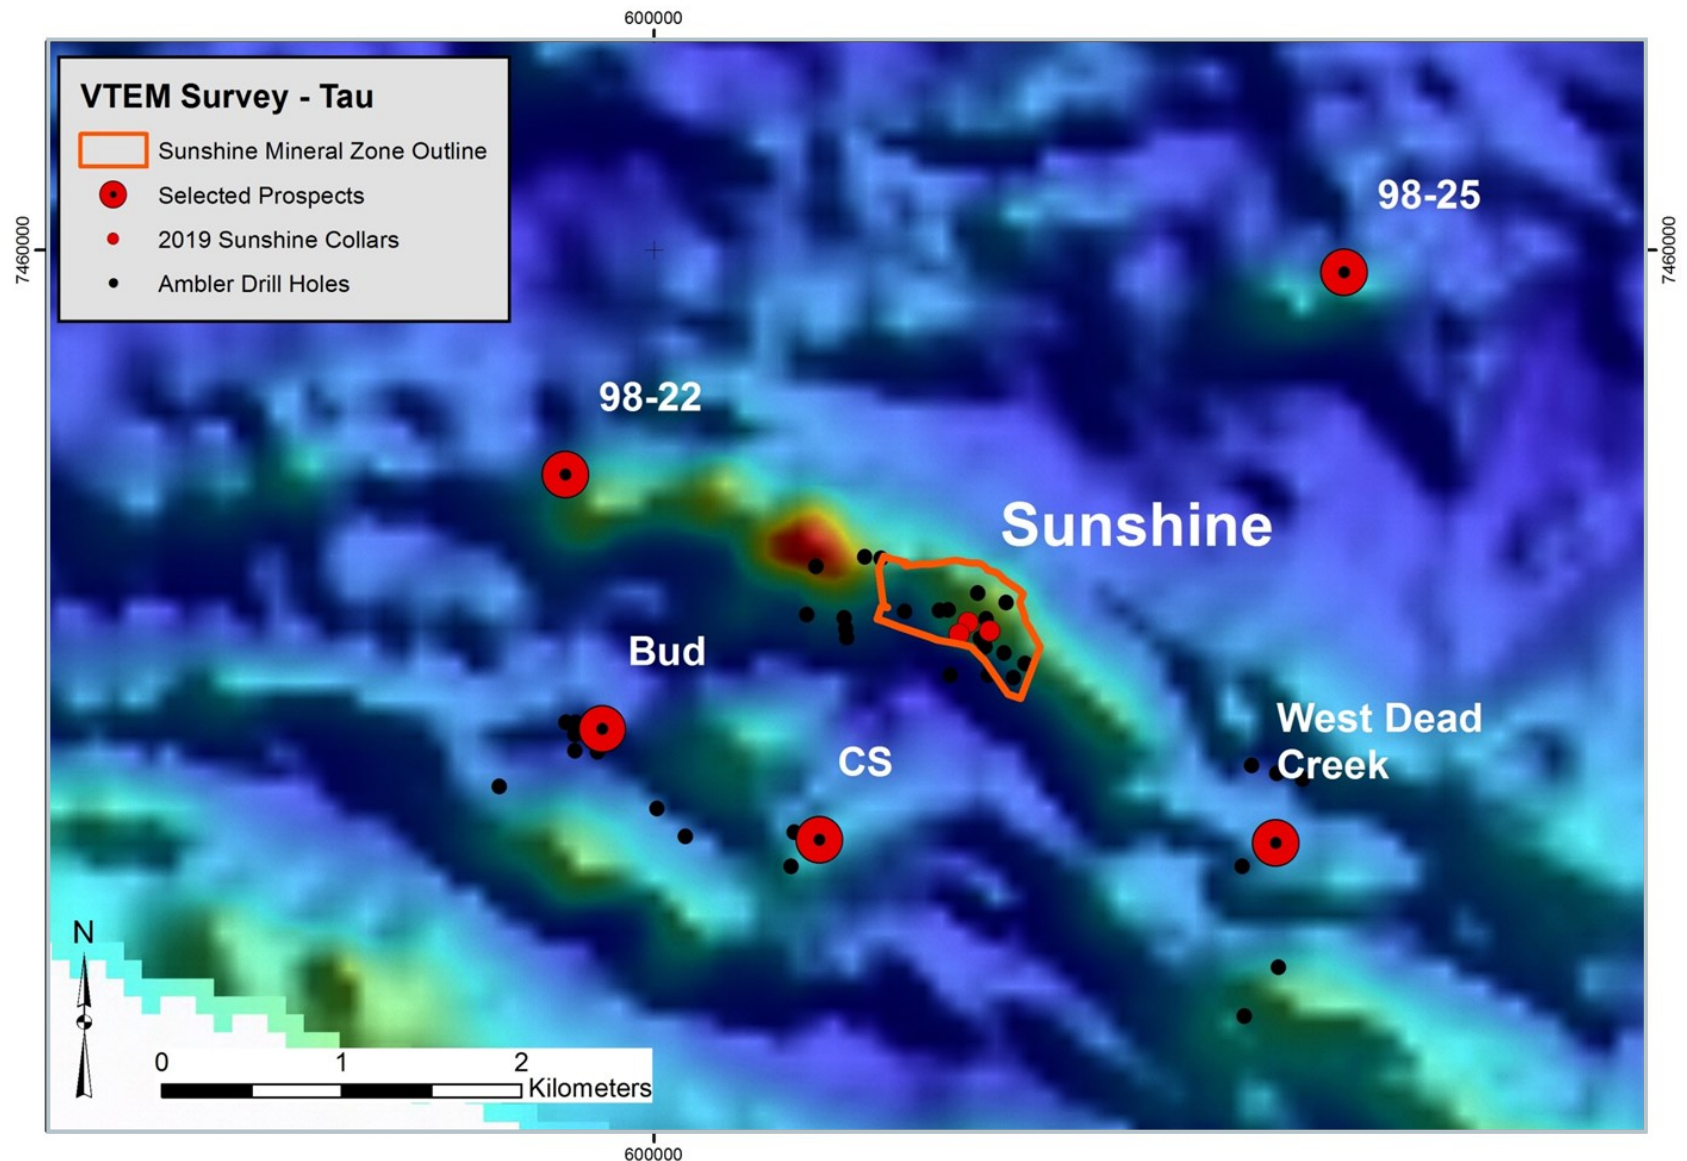 600000
VTEM Survey - Tau
Sunshine Mineral Zone Outline
Selected Prospects
2019 Sunshine Collars
Ambler Drill Holes
7460000
7460000
98-25
98-22
Sunshine
Bud
CS
West Dead
Creek
N
0 1 2
Kilometers
600000